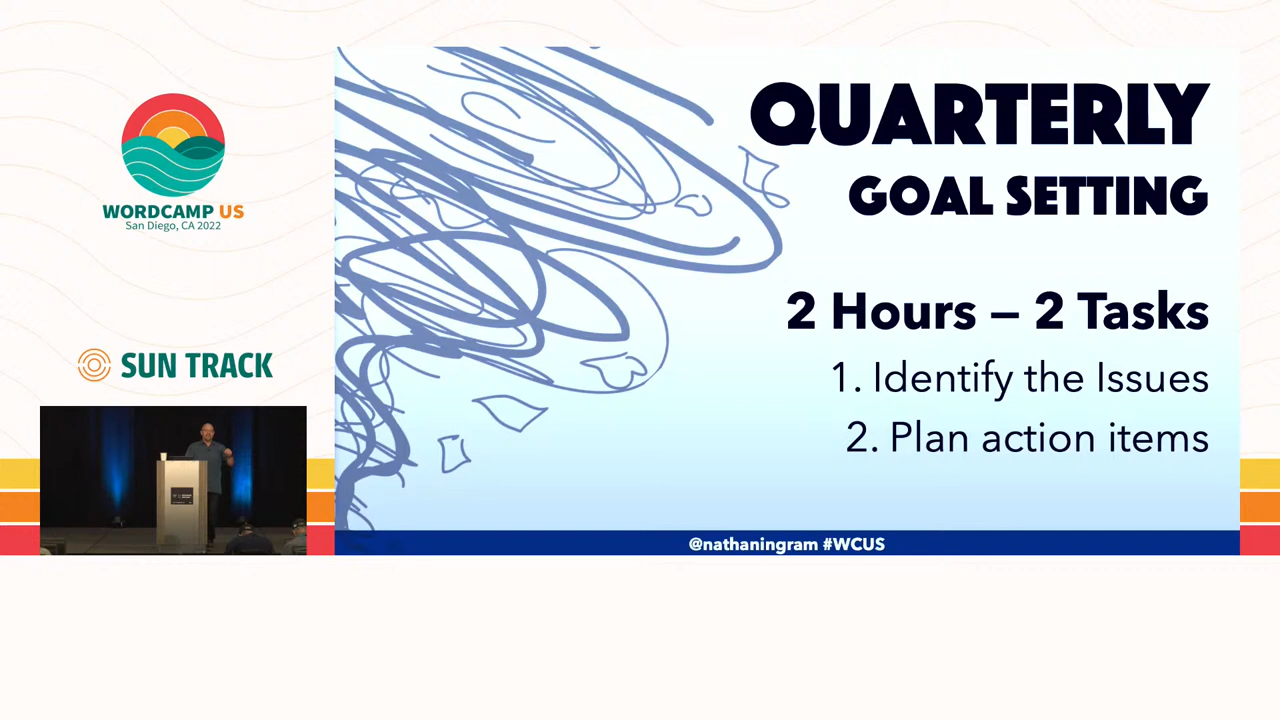 WORDCAMP US
San Diego, CA 2022
SUN TRACK
QUARTERLY
GOAL SETTING
2 Hours – 2 Tasks
1. Identify the Issues
2. Plan action items
@nathaningram #WCUS